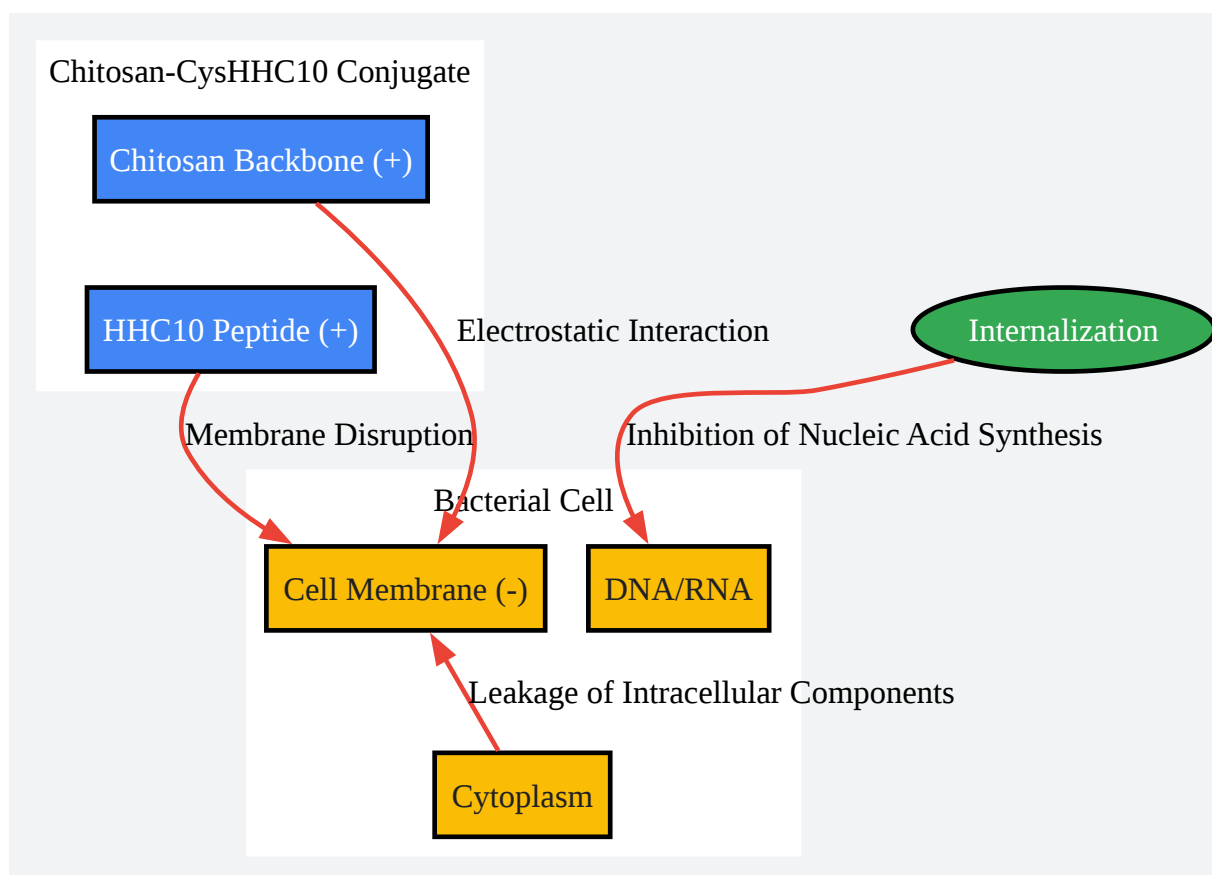 Chitosan-CysHHC10 Conjugate
Chitosan Backbone (+)
HHC10 Peptide (+)
Electrostatic Interaction
Internalization
Membrane Disruption
Inhibition of Nucleic Acid Synthesis
Bacterial Cell
Cell Membrane (-)
DNA/RNA
Leakage of Intracellular Components
Cytoplasm